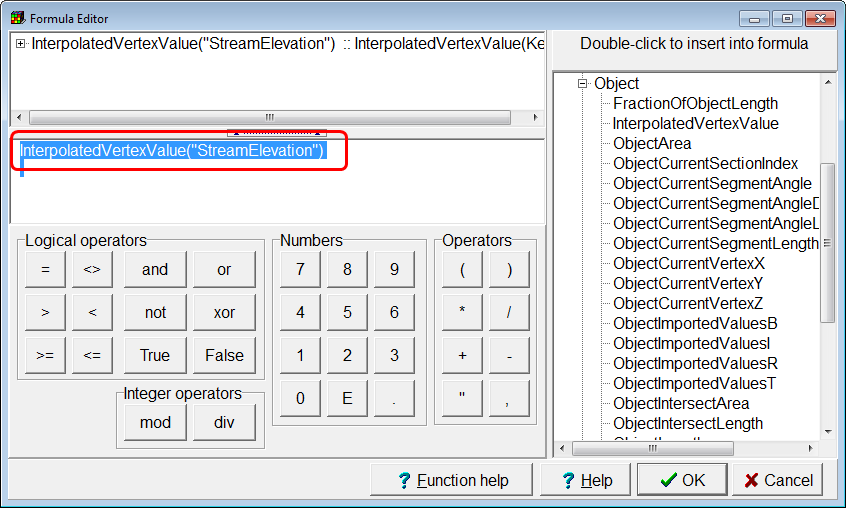 Formula Editor
InterpolatedVertexValue("StreamElevation") :: InterpolatedVertexValue(Ke
InterpolatedVertexValue("StreamElevation")
Logical operators
= <> and or
> < not xor
>= <= True False
Integer operators
mod div
Numbers
7 8 9
4 5 6
1 2 3
0 E .
Operators
( )
* /
+ -
" ,
Double-click to insert into formula
Object
FractionOfObjectLength
InterpolatedVertexValue
ObjectArea
ObjectCurrentSectionIndex
ObjectCurrentSegmentAngle
ObjectCurrentSegmentAngleD
ObjectCurrentSegmentAngleL
ObjectCurrentSegmentLength
ObjectCurrentVertexX
ObjectCurrentVertexY
ObjectCurrentVertexZ
ObjectImportedValuesB
ObjectImportedValuesI
ObjectImportedValuesR
ObjectImportedValuesT
ObjectIntersectArea
ObjectIntersectLength
? Function help
? Help
OK
Cancel